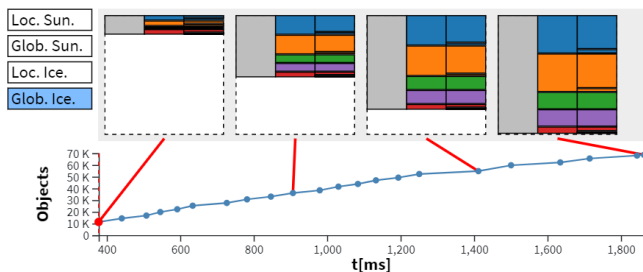 Loc. Sun.
Glob. Sun.
Loc. Ice.
Glob. Ice.
Objects
70 K
60 K
50 K
40 K
30 K
20 K
10 K
0
400 600 800 1,000 1,200 1,400 1,600 1,800
t[ms]